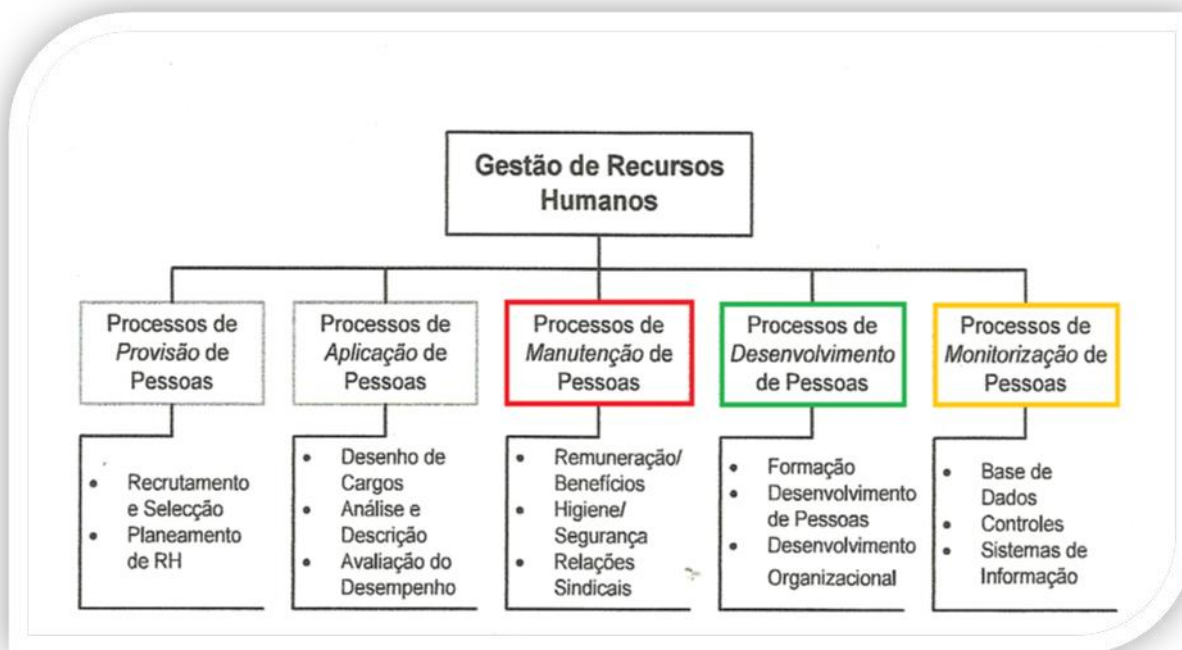 Gestão de Recursos
Humanos
Processos de
Provisão de
Pessoas
Processos de
Aplicação de
Pessoas
Processos de
Manutenção de
Pessoas
Processos de
Desenvolvimento
de Pessoas
Processos de
Monitorização de
Pessoas
• Recrutamento
e Selecção
• Planeamento
de RH
• Desenho de
Cargos
• Análise e
Descrição
• Avaliação do
Desempenho
• Remuneração/
Benefícios
• Higiene/
Segurança
• Relações
Sindicais
• Formação
• Desenvolvimento
de Pessoas
• Desenvolvimento
Organizacional
• Base de
Dados
• Controles
• Sistemas de
Informação